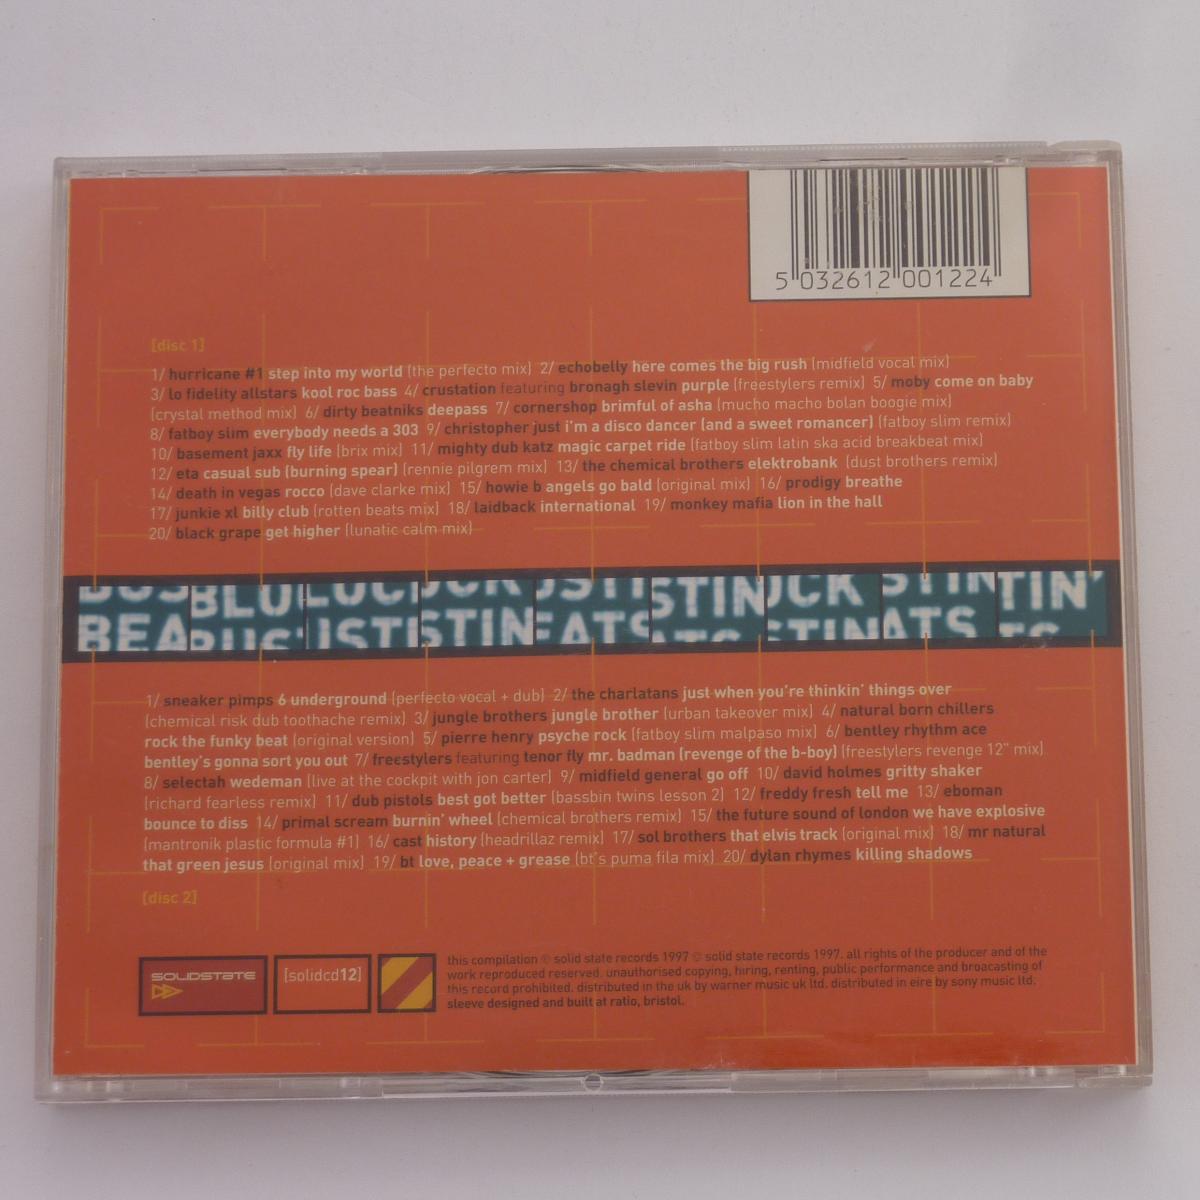 5 032612 001224
[disc 1]
1/ hurricane #1 step into my world (the perfecto mix) 2/ echobelly here comes the big rush (midfield vocal mix)
3/ lo fidelity allstars kool roc bass 4/ crustation featuring bronagh slevin purple (freestylers remix) 5/ moby come on baby
(crystal method mix) 6/ dirty beatniks deepass 7/ cornershop brimful of asha (mucho macho bolan boogie mix)
8/ fatboy slim everybody needs a 303 9/ christopher just i'm a disco dancer (and a sweet romancer) (fatboy slim remix)
10/ basement jaxx fly life (brix mix) 11/ mighty dub katz magic carpet ride (fatboy slim latin ska acid breakbeat mix)
12/ eta casual sub (burning spear) (rennie pilgrem mix) 13/ the chemical brothers elektrobank (dust brothers remix)
14/ death in vegas rocco (dave clarke mix) 15/ howie b angels go bald (original mix) 16/ prodigy breathe
17/ junkie xl billy club (rotten beats mix) 18/ laidback international 19/ monkey mafia lion in the hall
20/ black grape get higher (lunatic calm mix)
BUS BLU LUC OCK USTI STIN' UCK STIN TIN'
BEA BUS' USTI STIN EATS ATS STIN ATS TS
1/ sneaker pimps 6 underground (perfecto vocal + dub) 2/ the charlatans just when you're thinkin' things over
(chemical risk dub toothache remix) 3/ jungle brothers jungle brother (urban takeover mix) 4/ natural born chillers
rock the funky beat (original version) 5/ pierre henry psyche rock (fatboy slim malpaso mix) 6/ bentley rhythm ace
bentley's gonna sort you out 7/ freestylers featuring tenor fly mr. badman (revenge of the b-boy) (freestylers revenge 12" mix)
8/ selectah wedeman (live at the cockpit with jon carter) 9/ midfield general go off 10/ david holmes gritty shaker
(richard fearless remix) 11/ dub pistols best got better (bassbin twins lesson 2) 12/ freddy fresh tell me 13/ eboman
bounce to diss 14/ primal scream burnin' wheel (chemical brothers remix) 15/ the future sound of london we have explosive
(mantronik plastic formula #1) 16/ cast history (headrillaz remix) 17/ sol brothers that elvis track (original mix) 18/ mr natural
that green jesus (original mix) 19/ bt love, peace + grease (bt's puma fila mix) 20/ dylan rhymes killing shadows
[disc 2]
SOLIDSTATE
[solidcd12]
this compilation ℗ solid state records 1997 © solid state records 1997. all rights of the producer and of the
work reproduced reserved. unauthorised copying, hiring, renting, public performance and broacasting of
this record prohibited. distributed in the uk by warner music uk ltd. distributed in eire by sony music ltd.
sleeve designed and built at ratio, bristol.